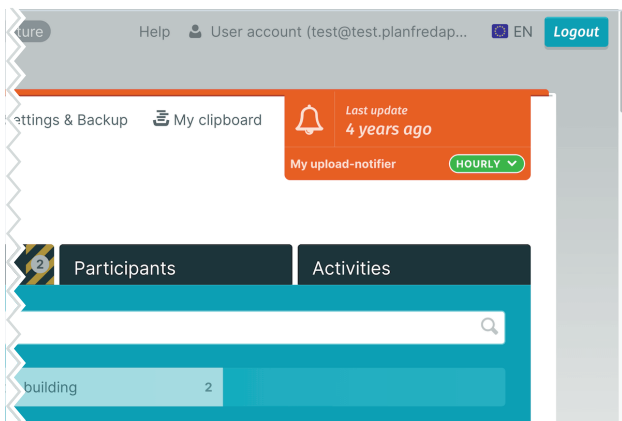 ture
Help
User account (test@test.planfredap...
EN
Logout
ettings & Backup
My clipboard
Last update
4 years ago
My upload-notifier
HOURLY
2
Participants
Activities
building
2